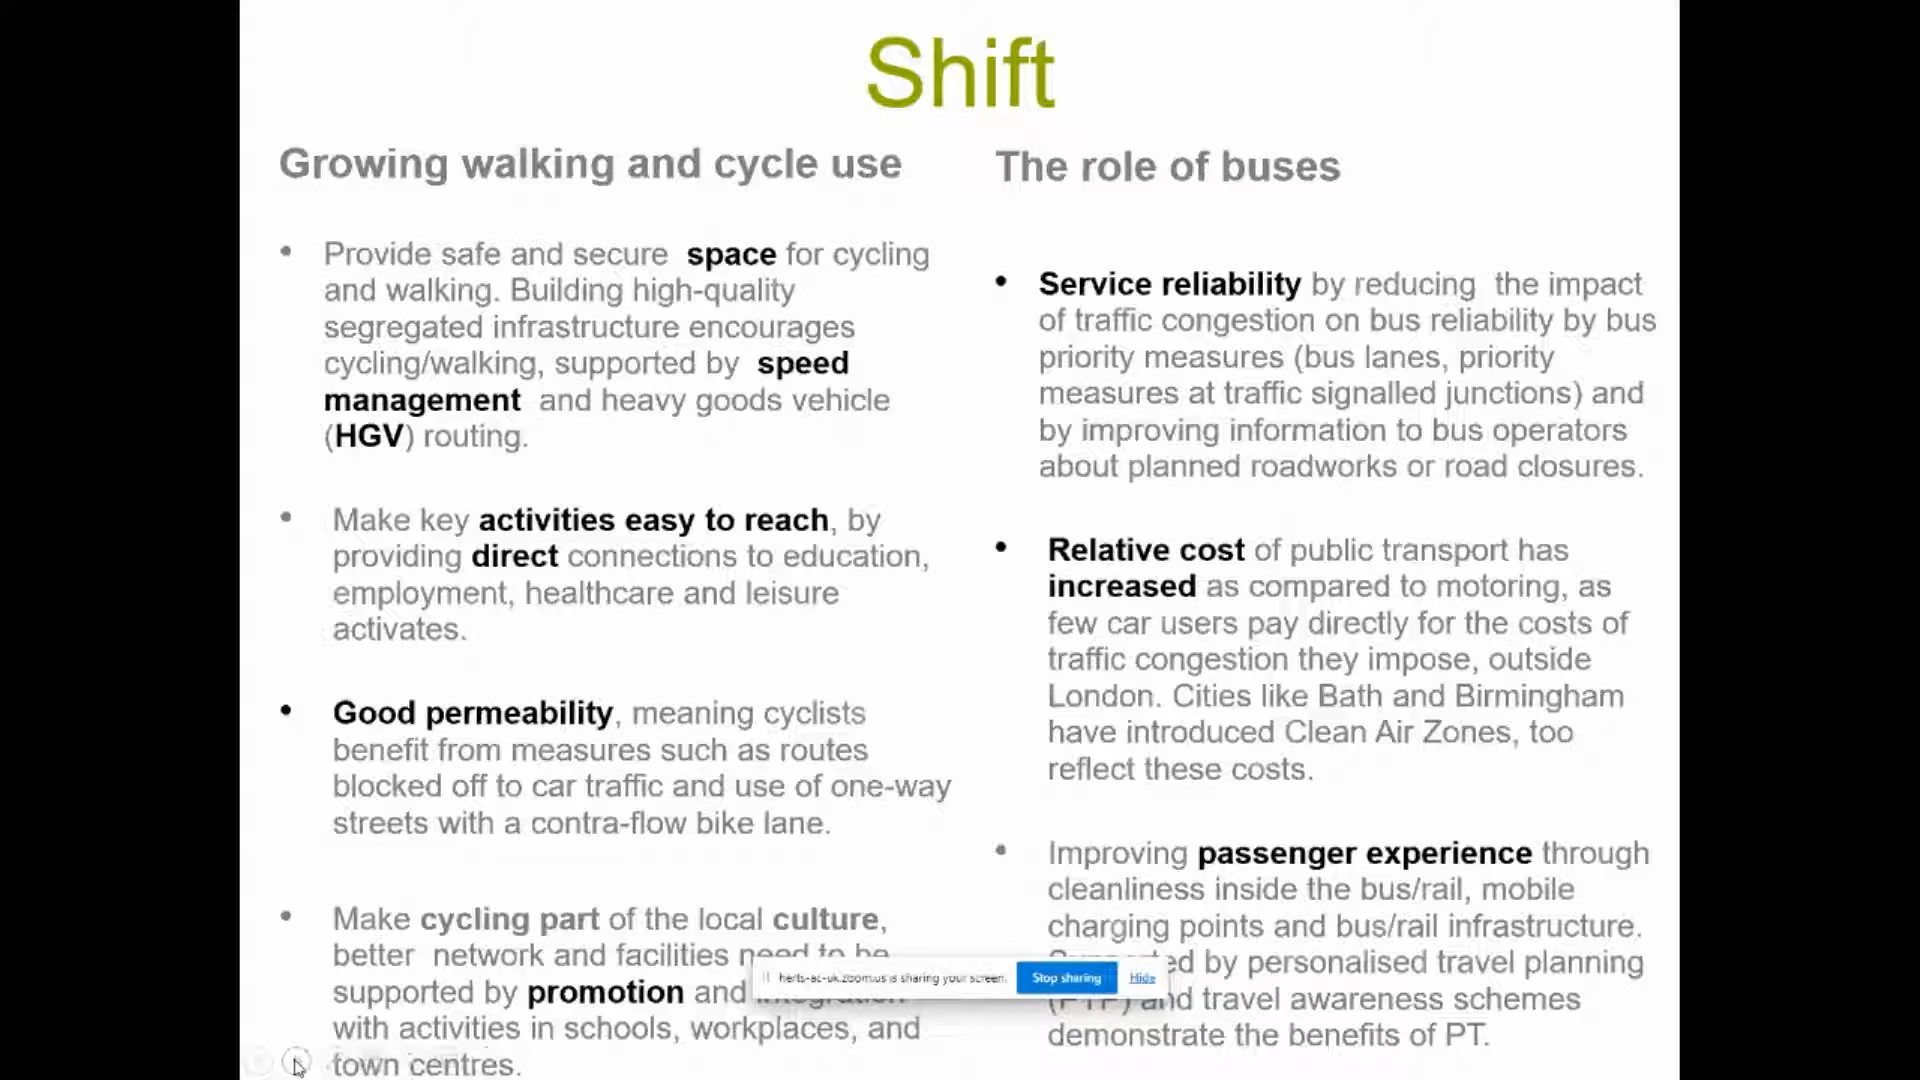 Shift
Growing walking and cycle use
• Provide safe and secure space for cycling
and walking. Building high-quality
segregated infrastructure encourages
cycling/walking, supported by speed
management and heavy goods vehicle
(HGV) routing.
• Make key activities easy to reach, by
providing direct connections to education,
employment, healthcare and leisure
activates.
• Good permeability, meaning cyclists
benefit from measures such as routes
blocked off to car traffic and use of one-way
streets with a contra-flow bike lane.
• Make cycling part of the local culture,
better network and facilities need to be
supported by promotion and integration
with activities in schools, workplaces, and
town centres.
The role of buses
• Service reliability by reducing the impact
of traffic congestion on bus reliability by bus
priority measures (bus lanes, priority
measures at traffic signalled junctions) and
by improving information to bus operators
about planned roadworks or road closures.
• Relative cost of public transport has
increased as compared to motoring, as
few car users pay directly for the costs of
traffic congestion they impose, outside
London. Cities like Bath and Birmingham
have introduced Clean Air Zones, too
reflect these costs.
• Improving passenger experience through
cleanliness inside the bus/rail, mobile
charging points and bus/rail infrastructure.
by personalised travel planning
(PTP) and travel awareness schemes
demonstrate the benefits of PT.
herts-ac-uk.zoom.us is sharing your screen. Stop sharing Hide